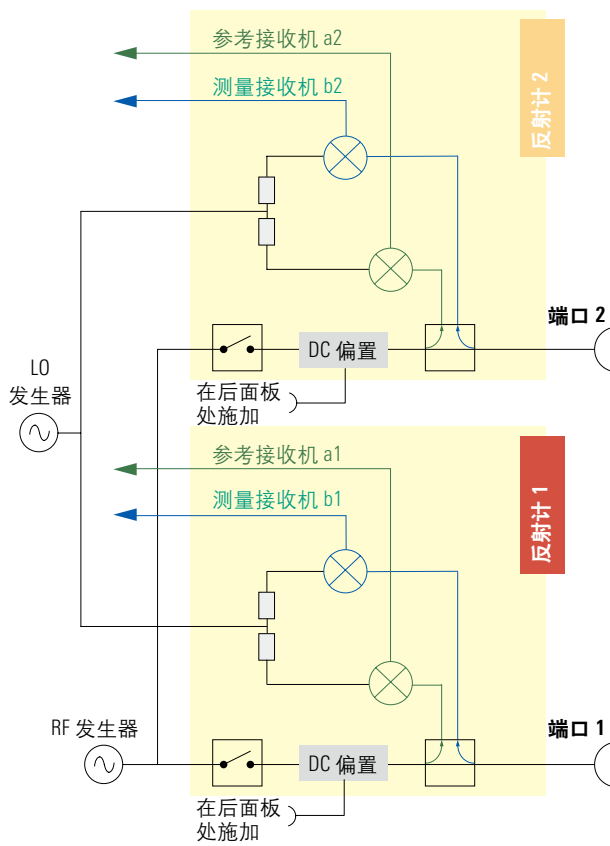 参考接收机 a2
测量接收机 b2
反射计 2
端口 2
DC 偏置
LO
发生器
在后面板
处施加
参考接收机 a1
测量接收机 b1
反射计 1
RF 发生器
端口 1
DC 偏置
在后面板
处施加